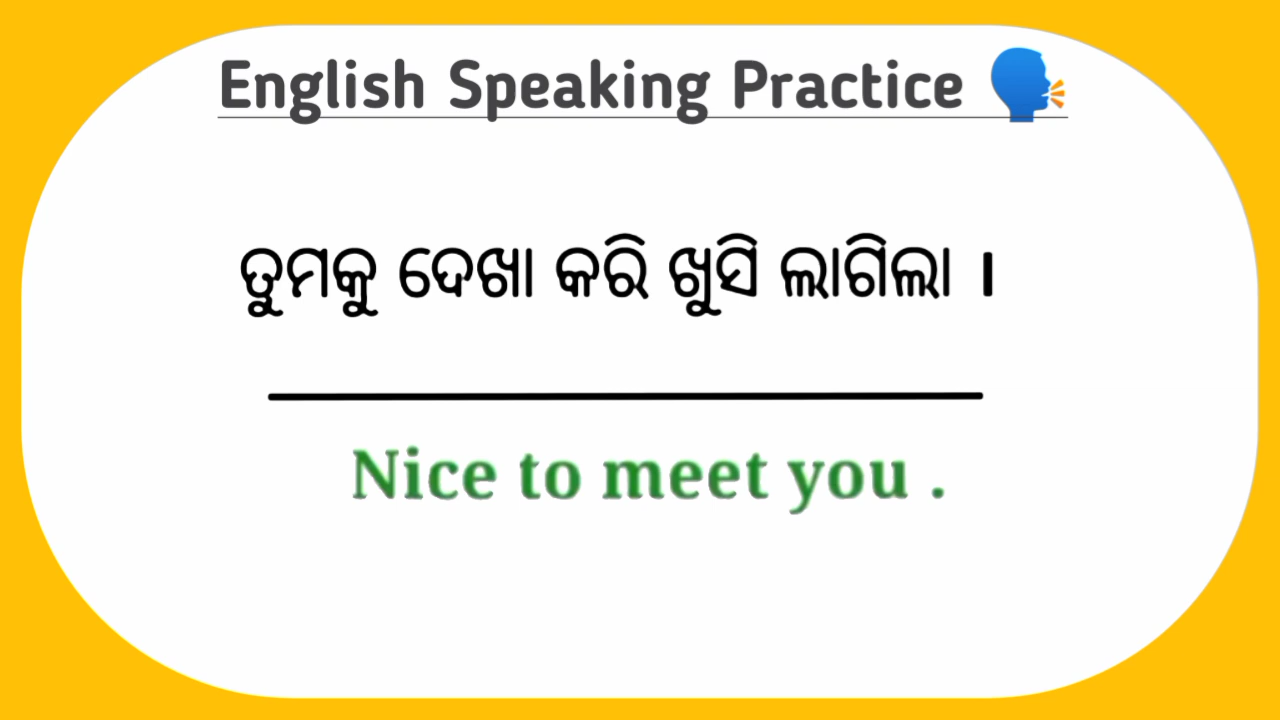 English Speaking Practice 🗣
ତୁମକୁ ଦେଖା କରି ଖୁସି ଲାଗିଲା ।
Nice to meet you .